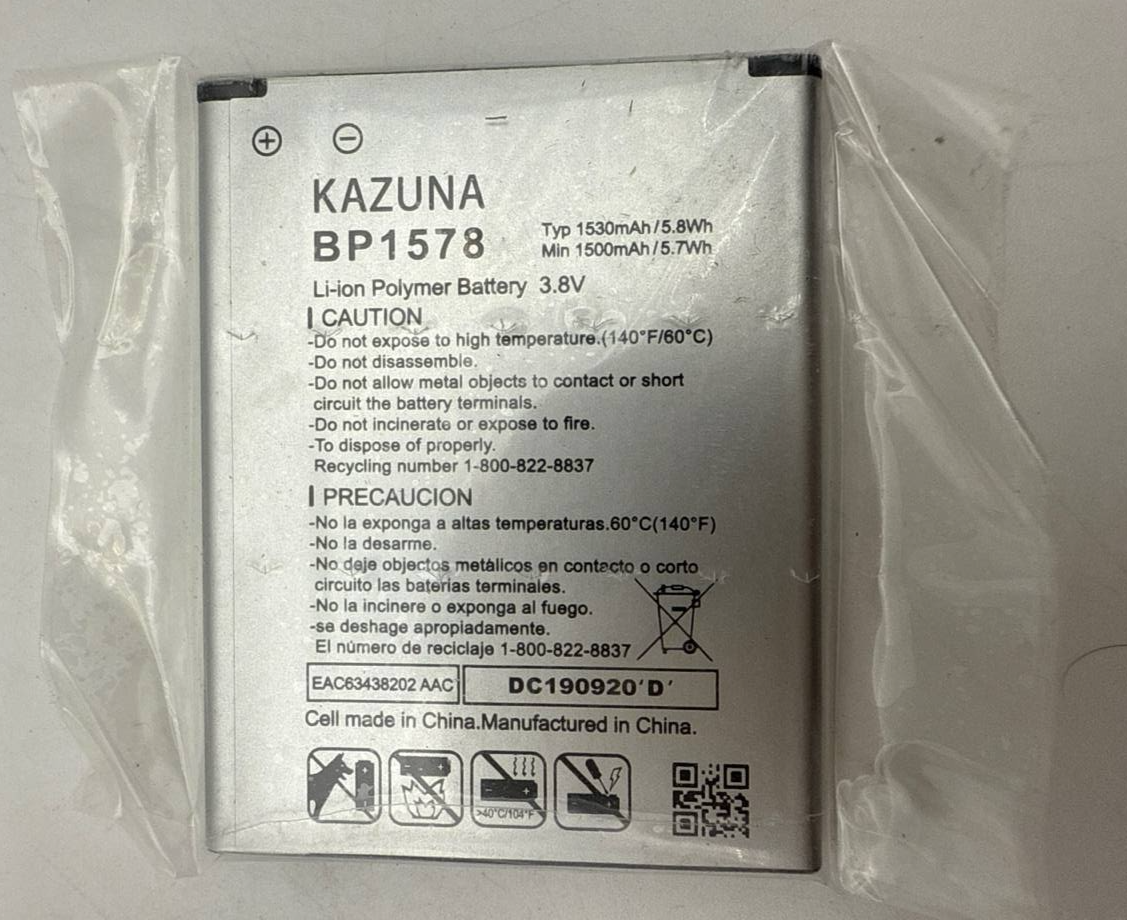 KAZUNA
BP1578
Typ 1530mAh/5.8Wh
Min 1500mAh/5.7Wh
Li-ion Polymer Battery 3.8V
CAUTION
-Do not expose to high temperature.(140°F/60°C)
-Do not disassemble.
-Do not allow metal objects to contact or short
circuit the battery terminals.
-Do not incinerate or expose to fire.
-To dispose of properly.
Recycling number 1-800-822-8837
PRECAUCION
-No la exponga a altas temperaturas.60°C(140°F)
-No la desarme.
-No deje objectos metálicos en contacto o corto
circuito las baterías terminales.
-No la incinere o exponga al fuego.
-se deshage apropiadamente.
El número de reciclaje 1-800-822-8837
EAC63438202 AAC
DC190920'D'
Cell made in China.Manufactured in China.
>40°C/104°F